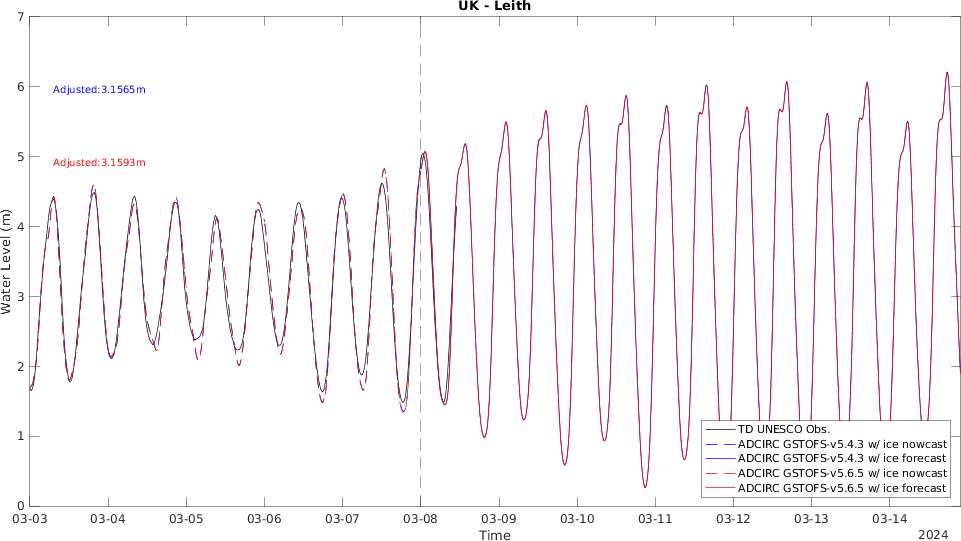 UK - Leith
7
6
5
4
3
2
1
0
Water Level (m)
Adjusted:3.1565m
Adjusted:3.1593m
TD UNESCO Obs.
ADCIRC GSTOFS-v5.4.3 w/ ice nowcast
ADCIRC GSTOFS-v5.4.3 w/ ice forecast
ADCIRC GSTOFS-v5.6.5 w/ ice nowcast
ADCIRC GSTOFS-v5.6.5 w/ ice forecast
03-03 03-04 03-05 03-06 03-07 03-08 03-09 03-10 03-11 03-12 03-13 03-14
Time
2024